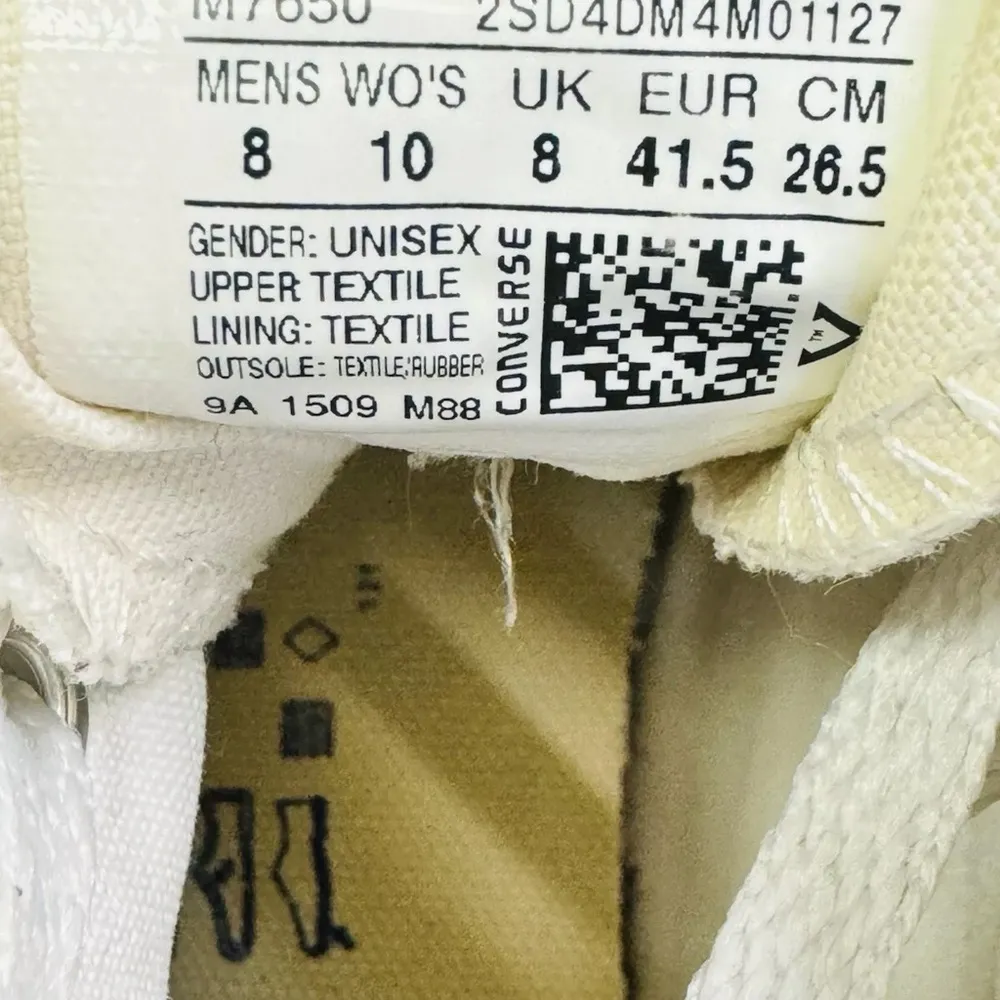 M7650 2SD4DM4M01127
MENS WO'S UK EUR CM
8 10 8 41.5 26.5
GENDER: UNISEX
UPPER TEXTILE
LINING: TEXTILE
OUTSOLE: TEXTILE/RUBBER
9A 1509 M88
CONVERSE
TM